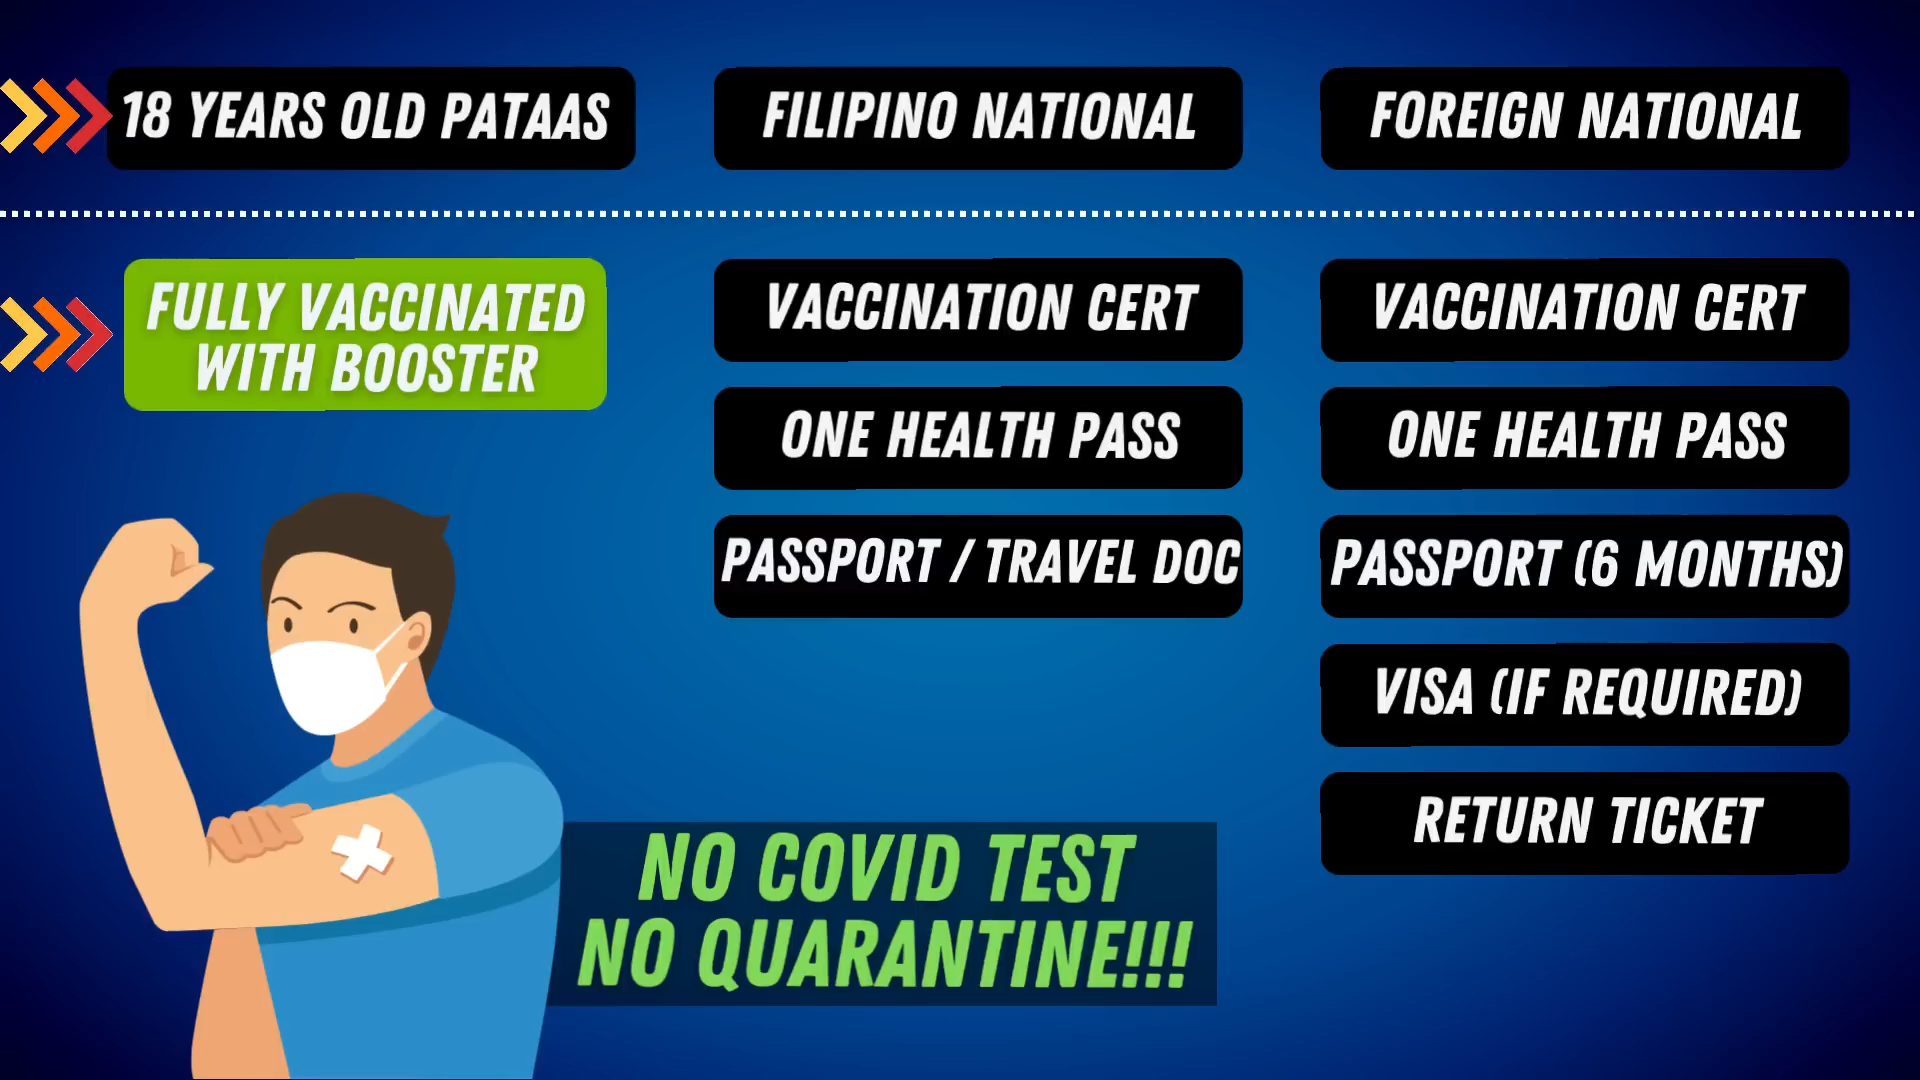 18 YEARS OLD PATAAS
FILIPINO NATIONAL
FOREIGN NATIONAL
FULLY VACCINATED
WITH BOOSTER
VACCINATION CERT
ONE HEALTH PASS
PASSPORT / TRAVEL DOC
VACCINATION CERT
ONE HEALTH PASS
PASSPORT (6 MONTHS)
VISA (IF REQUIRED)
RETURN TICKET
NO COVID TEST
NO QUARANTINE!!!